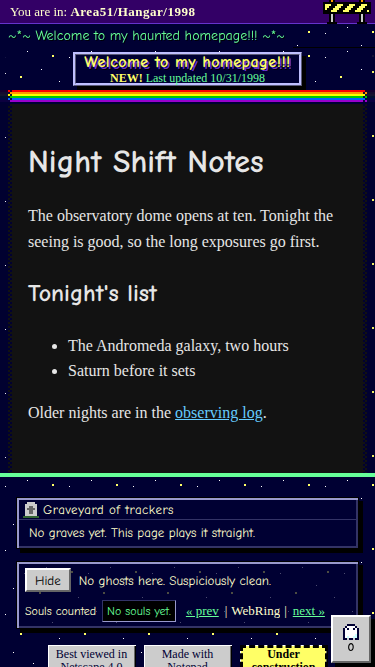 You are in: Area51/Hangar/1998
~*~ Welcome to my haunted homepage!!! ~*~
Welcome to my homepage!!!
NEW! Last updated 10/31/1998
Night Shift Notes
The observatory dome opens at ten. Tonight the
seeing is good, so the long exposures go first.
Tonight's list
• The Andromeda galaxy, two hours
• Saturn before it sets
Older nights are in the observing log.
Graveyard of trackers
No graves yet. This page plays it straight.
Hide No ghosts here. Suspiciously clean.
Souls counted No souls yet. « prev | WebRing | next »
0
Best viewed in Made with Under
Netscape 4.0 Notepad construction